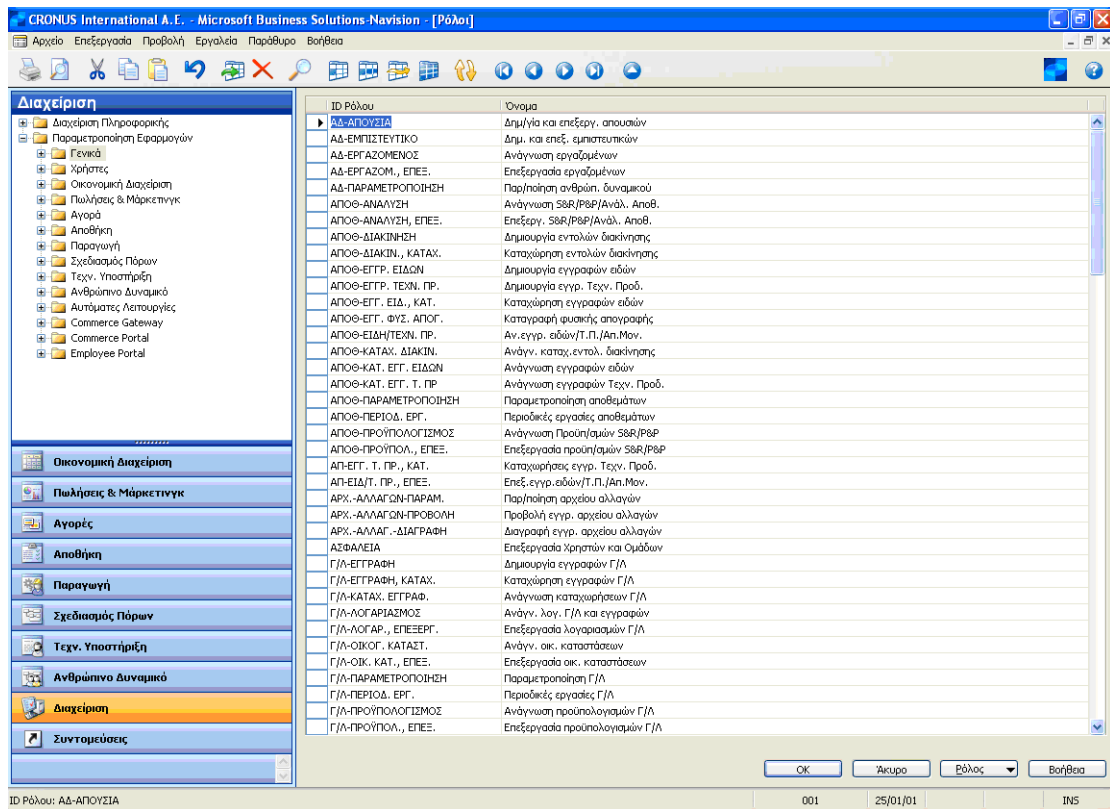 CRONUS International A.E. - Microsoft Business Solutions-Navision - [Ρόλοι]
Αρχείο Επεξεργασία Προβολή Εργαλεία Παράθυρο Βοήθεια
Διαχείριση
Διαχείριση Πληροφορικής
Παραμετροποίηση Εφαρμογών
Γενικά
Χρήστες
Οικονομική Διαχείριση
Πωλήσεις & Μάρκετινγκ
Αγορά
Αποθήκη
Παραγωγή
Σχεδιασμός Πόρων
Τεχν. Υποστήριξη
Ανθρώπινο Δυναμικό
Αυτόματες Λειτουργίες
Commerce Gateway
Commerce Portal
Employee Portal
Οικονομική Διαχείριση
Πωλήσεις & Μάρκετινγκ
Αγορές
Αποθήκη
Παραγωγή
Σχεδιασμός Πόρων
Τεχν. Υποστήριξη
Ανθρώπινο Δυναμικό
Διαχείριση
Συντομεύσεις
ID Ρόλου Όνομα
ΑΔ-ΑΠΟΥΣΙΑ Δημ/γία και επεξεργ. απουσιών
ΑΔ-ΕΜΠΙΣΤΕΥΤΙΚΟ Δημ. και επεξ. εμπιστευτικών
ΑΔ-ΕΡΓΑΖΟΜΕΝΟΣ Ανάγνωση εργαζομένων
ΑΔ-ΕΡΓΑΖΟΜ., ΕΠΕΞ. Επεξεργασία εργαζομένων
ΑΔ-ΠΑΡΑΜΕΤΡΟΠΟΙΗΣΗ Παρ/ποίηση ανθρώπ. δυναμικού
ΑΠΟΘ-ΑΝΑΛΥΣΗ Ανάγνωση S&R/P&P/Ανάλ. Αποθ.
ΑΠΟΘ-ΑΝΑΛΥΣΗ, ΕΠΕΞ. Επεξεργ. S&R/P&P/Ανάλ. Αποθ.
ΑΠΟΘ-ΔΙΑΚΙΝΗΣΗ Δημιουργία εντολών διακίνησης
ΑΠΟΘ-ΔΙΑΚΙΝ., ΚΑΤΑΧ. Καταχώρηση εντολών διακίνησης
ΑΠΟΘ-ΕΓΓΡ. ΕΙΔΩΝ Δημιουργία εγγραφών ειδών
ΑΠΟΘ-ΕΓΓΡ. ΤΕΧΝ. ΠΡ. Δημιουργία εγγρ. Τεχν. Προδ.
ΑΠΟΘ-ΕΓΓ. ΕΙΔ., ΚΑΤ. Καταχώρηση εγγραφών ειδών
ΑΠΟΘ-ΕΓΓ. ΦΥΣ. ΑΠΟΓ. Καταγραφή φυσικής απογραφής
ΑΠΟΘ-ΕΙΔΗ/ΤΕΧΝ. ΠΡ. Αν.εγγρ. ειδών/Τ.Π./Απ.Μον.
ΑΠΟΘ-ΚΑΤΑΧ. ΔΙΑΚΙΝ. Ανάγν. καταχ.εντολ. διακίνησης
ΑΠΟΘ-ΚΑΤ. ΕΓΓ. ΕΙΔΩΝ Ανάγνωση εγγραφών ειδών
ΑΠΟΘ-ΚΑΤ. ΕΓΓ. Τ. ΠΡ Ανάγνωση εγγραφών Τεχν. Προδ.
ΑΠΟΘ-ΠΑΡΑΜΕΤΡΟΠΟΙΗΣΗ Παραμετροποίηση αποθεμάτων
ΑΠΟΘ-ΠΕΡΙΟΔ. ΕΡΓ. Περιοδικές εργασίες αποθεμάτων
ΑΠΟΘ-ΠΡΟΫΠΟΛΟΓΙΣΜΟΣ Ανάγνωση Προϋπ/σμών S&R/P&P
ΑΠΟΘ-ΠΡΟΫΠΟΛ., ΕΠΕΞ. Επεξεργασία προϋπ/σμών S&R/P&P
ΑΠ-ΕΓΓ. Τ. ΠΡ., ΚΑΤ. Καταχωρήσεις εγγρ. Τεχν. Προδ.
ΑΠ-ΕΙΔ/Τ. ΠΡ., ΕΠΕΞ. Επεξ.εγγρ.ειδών/Τ.Π./Απ.Μον.
ΑΡΧ.-ΑΛΛΑΓΩΝ-ΠΑΡΑΜ. Παρ/ποίηση αρχείου αλλαγών
ΑΡΧ.-ΑΛΛΑΓΩΝ-ΠΡΟΒΟΛΗ Προβολή εγγρ. αρχείου αλλαγών
ΑΡΧ.-ΑΛΛΑΓ.-ΔΙΑΓΡΑΦΗ Διαγραφή εγγρ. αρχείου αλλαγών
ΑΣΦΑΛΕΙΑ Επεξεργασία Χρηστών και Ομάδων
Γ/Λ-ΕΓΓΡΑΦΗ Δημιουργία εγγραφών Γ/Λ
Γ/Λ-ΕΓΓΡΑΦΗ, ΚΑΤΑΧ. Καταχώρηση εγγραφών Γ/Λ
Γ/Λ-ΚΑΤΑΧ. ΕΓΓΡΑΦ. Ανάγνωση καταχωρήσεων Γ/Λ
Γ/Λ-ΛΟΓΑΡΙΑΣΜΟΣ Ανάγν. λογ. Γ/Λ και εγγραφών
Γ/Λ-ΛΟΓΑΡ., ΕΠΕΞΕΡΓ. Επεξεργασία λογαριασμών Γ/Λ
Γ/Λ-ΟΙΚΟΓ. ΚΑΤΑΣΤ. Ανάγν. οικ. καταστάσεων
Γ/Λ-ΟΙΚ. ΚΑΤ., ΕΠΕΞ. Επεξεργασία οικ. καταστάσεων
Γ/Λ-ΠΑΡΑΜΕΤΡΟΠΟΙΗΣΗ Παραμετροποίηση Γ/Λ
Γ/Λ-ΠΕΡΙΟΔ. ΕΡΓ. Περιοδικές εργασίες Γ/Λ
Γ/Λ-ΠΡΟΫΠΟΛΟΓΙΣΜΟΣ Ανάγνωση προϋπολογισμών Γ/Λ
Γ/Λ-ΠΡΟΫΠΟΛ., ΕΠΕΞ. Επεξεργασία προϋπολογισμών Γ/Λ
OK Άκυρο Ρόλος Βοήθεια
ID Ρόλου: ΑΔ-ΑΠΟΥΣΙΑ 001 25/01/01 INS